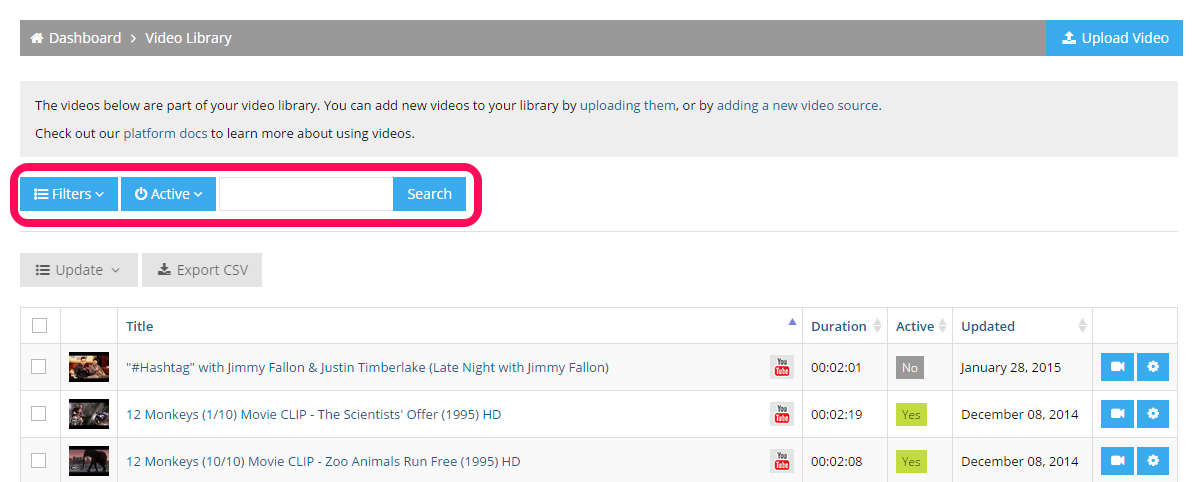 Dashboard > Video Library Upload Video
The videos below are part of your video library. You can add new videos to your library by uploading them, or by adding a new video source.
Check out our platform docs to learn more about using videos.
Filters Active Search
Update Export CSV
Title Duration Active Updated
"#Hashtag" with Jimmy Fallon & Justin Timberlake (Late Night with Jimmy Fallon) You Tube 00:02:01 No January 28, 2015
12 Monkeys (1/10) Movie CLIP - The Scientists' Offer (1995) HD You Tube 00:02:19 Yes December 08, 2014
12 Monkeys (10/10) Movie CLIP - Zoo Animals Run Free (1995) HD You Tube 00:02:08 Yes December 08, 2014